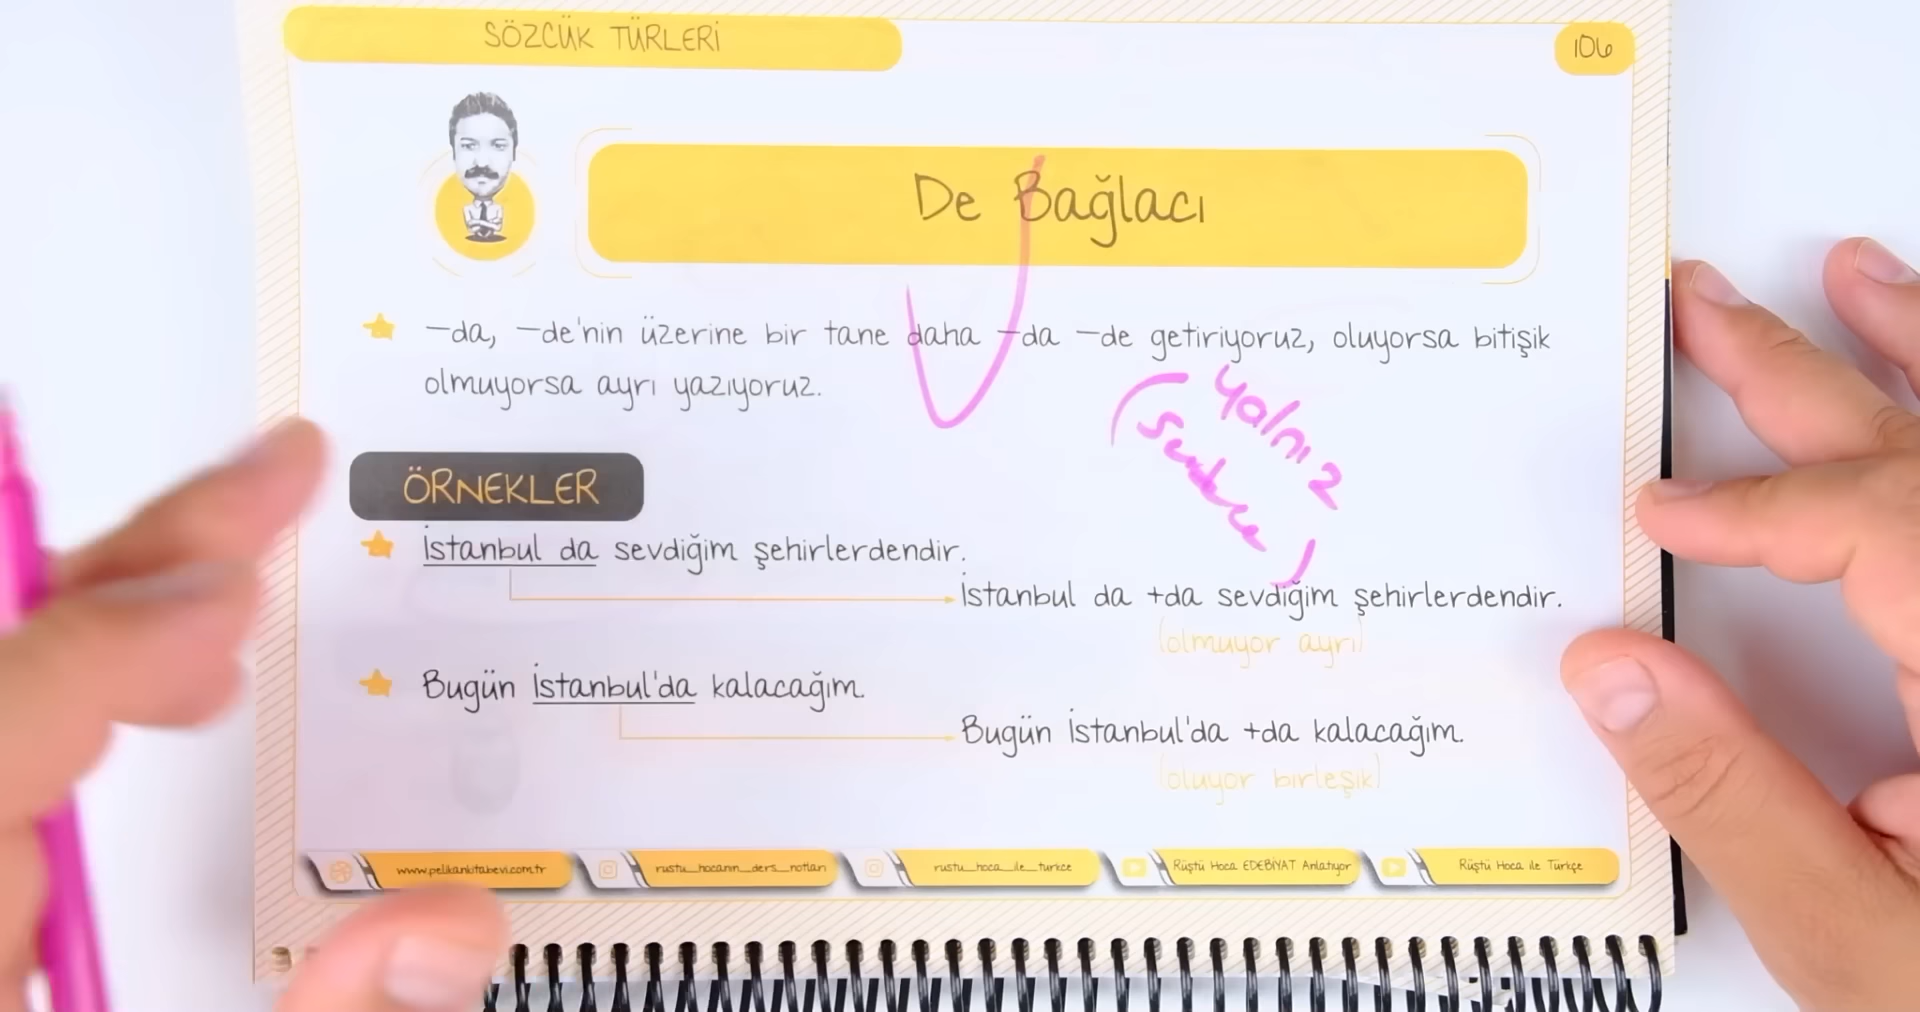 SÖZCÜK TÜRLERİ
106
De Bağlacı
–da, –de'nin üzerine bir tane daha –da –de getiriyoruz, oluyorsa bitişik
olmuyorsa ayrı yazıyoruz.
yalnız
ÖRNEKLER
İstanbul da sevdiğim şehirlerdendir.
İstanbul da +da sevdiğim şehirlerdendir.
(olmuyor ayrı)
Bugün İstanbul'da kalacağım.
Bugün İstanbul'da +da kalacağım.
(oluyor birleşik)
www.pelikankitabevi.com.tr
rustu_hocanın_ders_notları
rustu_hoca_ile_turkce
Rüştü Hoca EDEBİYAT Anlatıyor
Rüştü Hoca ile Türkçe